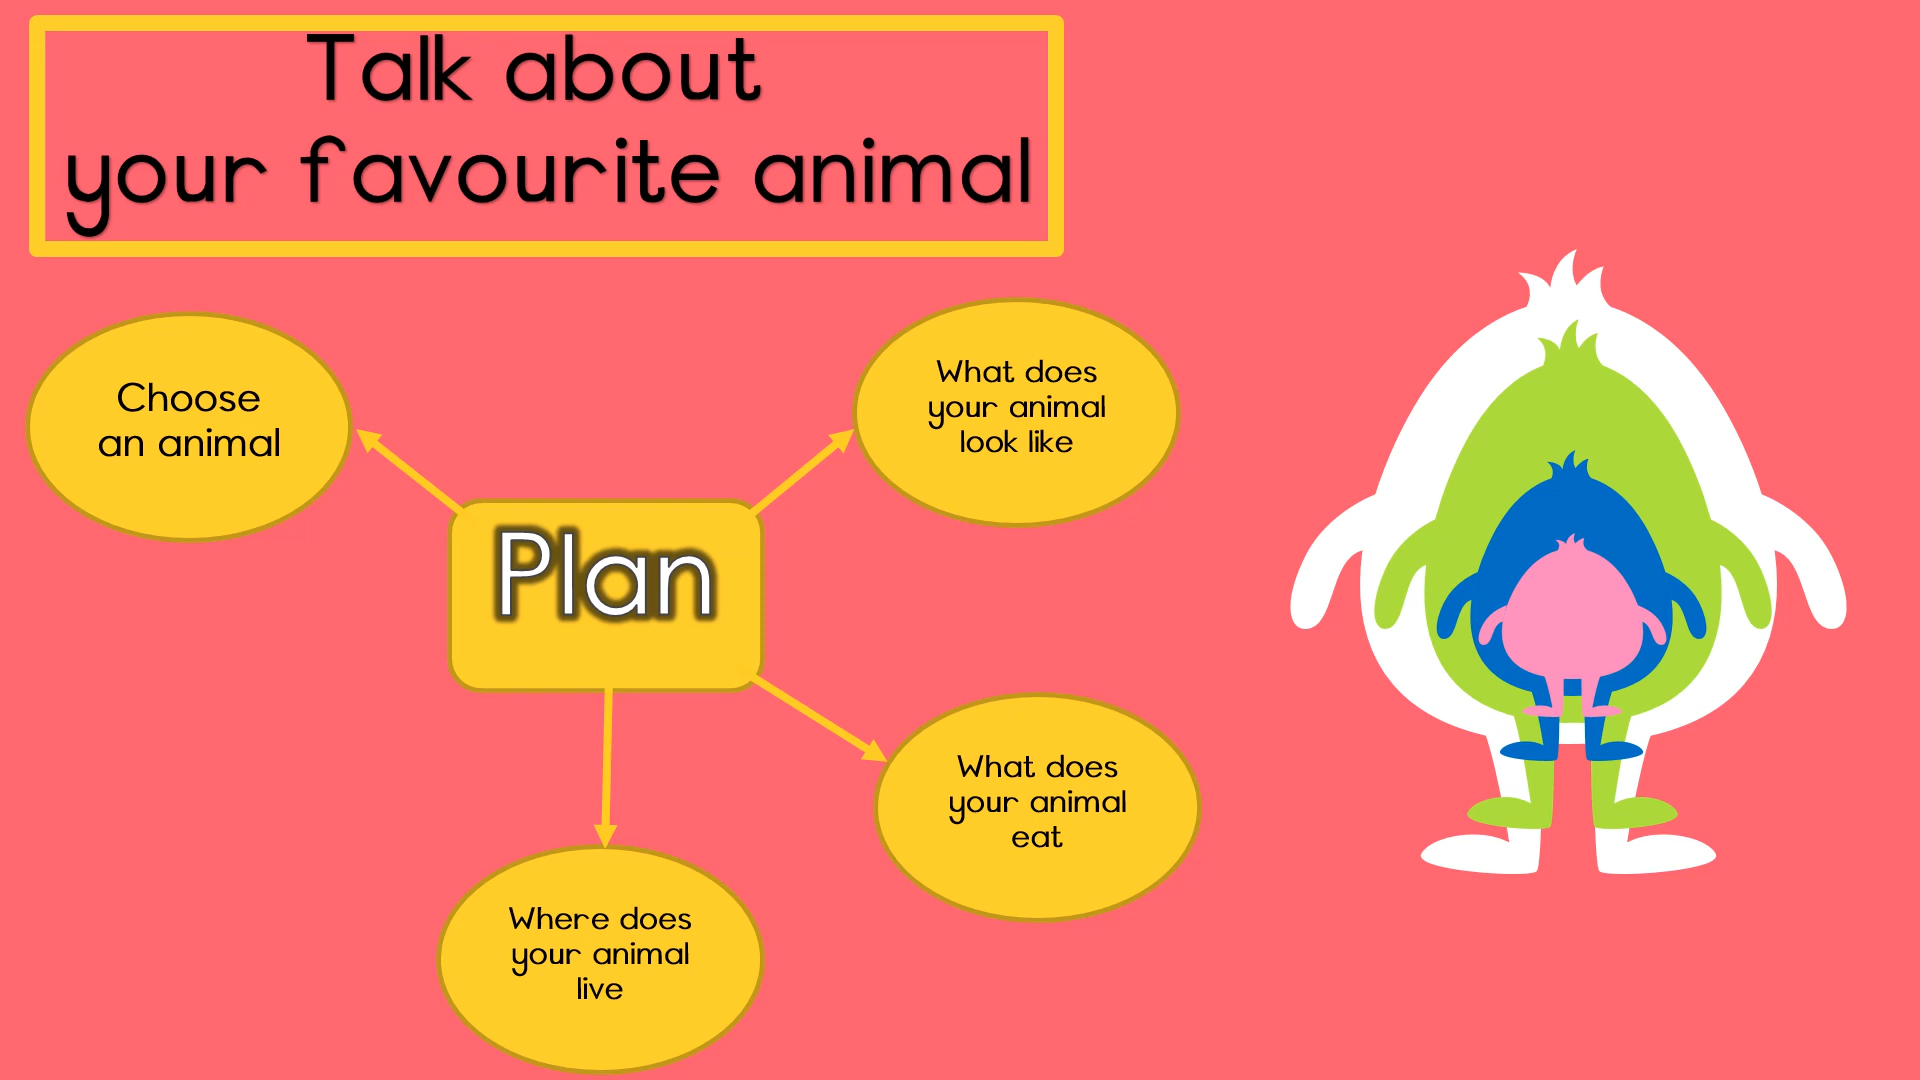 Talk about
your favourite animal
Choose
an animal
What does
your animal
look like
Plan
What does
your animal
eat
Where does
your animal
live